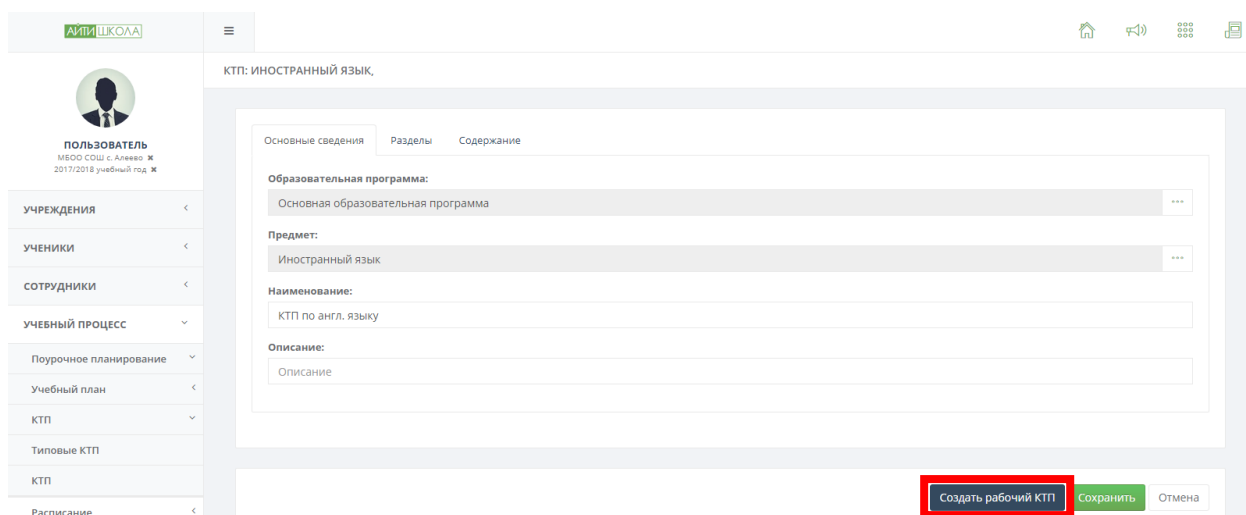 АЙТИ ШКОЛА
КТП: ИНОСТРАННЫЙ ЯЗЫК,
ПОЛЬЗОВАТЕЛЬ
МБОО СОШ с. Алеево ✖
2017/2018 учебный год ✖
УЧРЕЖДЕНИЯ
УЧЕНИКИ
СОТРУДНИКИ
УЧЕБНЫЙ ПРОЦЕСС
Поурочное планирование
Учебный план
КТП
Типовые КТП
КТП
Расписание
Основные сведения Разделы Содержание
Образовательная программа:
Основная образовательная программа
Предмет:
Иностранный язык
Наименование:
КТП по англ. языку
Описание:
Описание
Создать рабочий КТП Сохранить Отмена